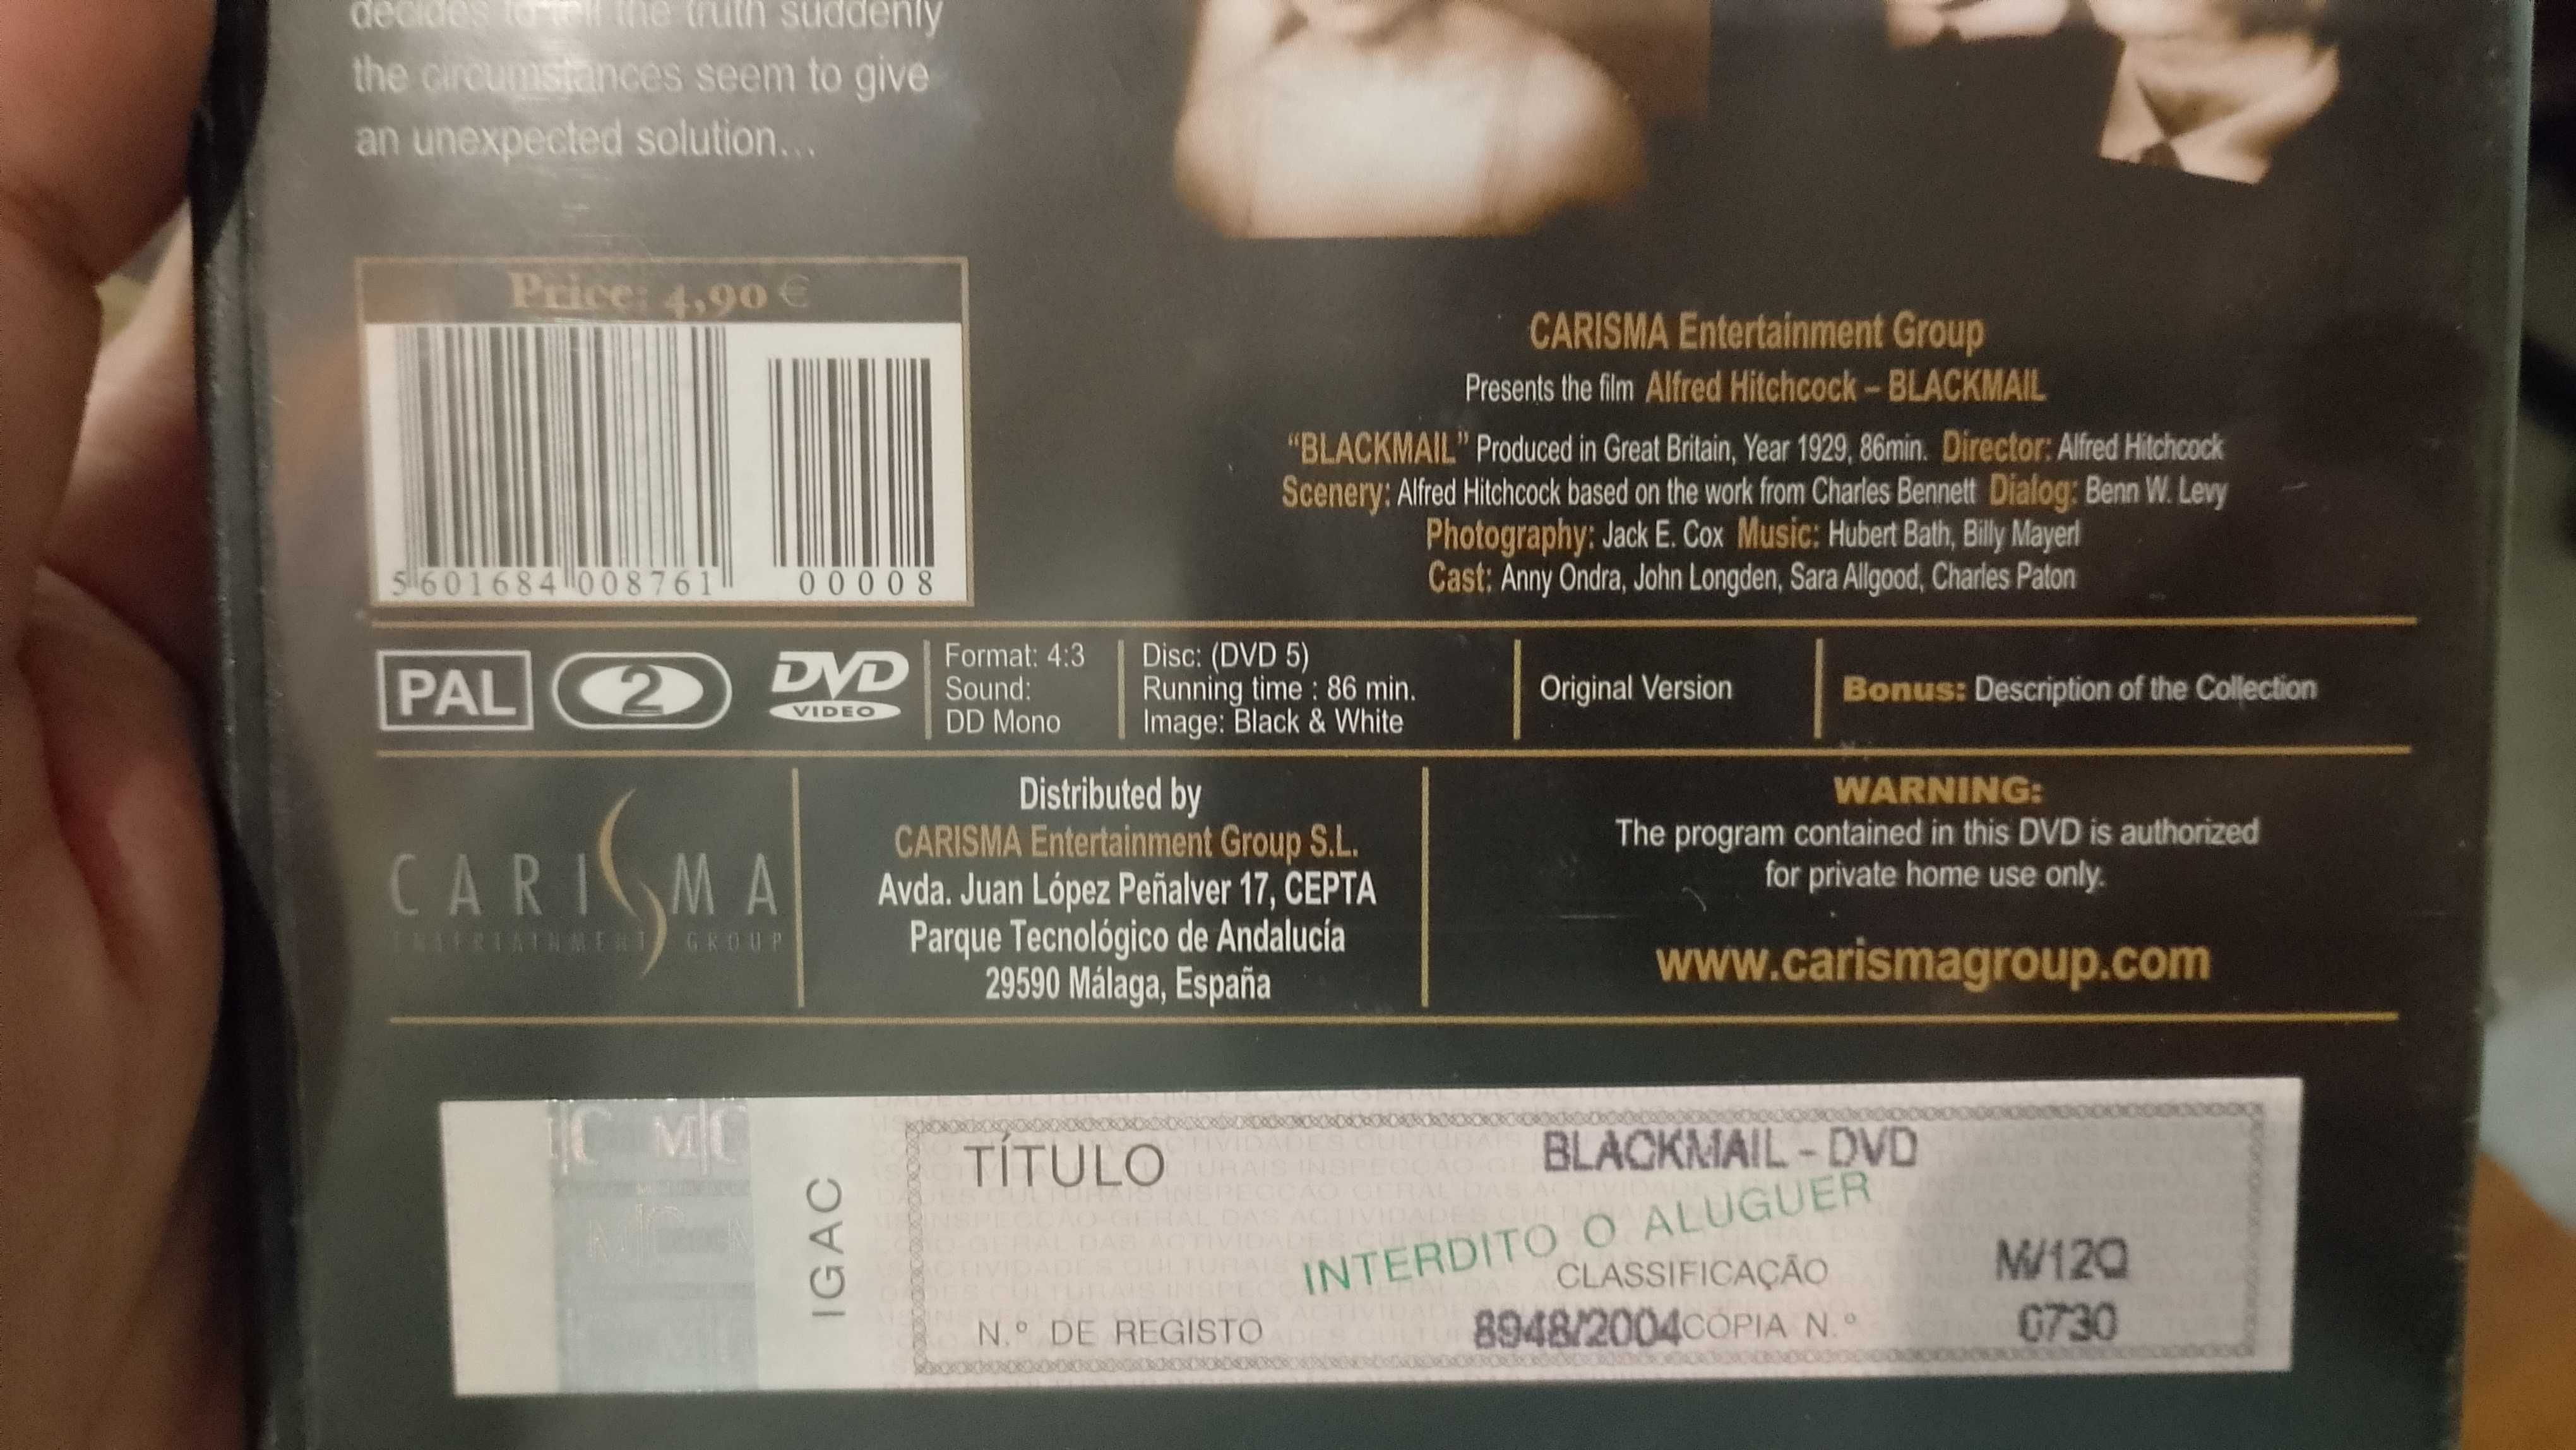 decides to tell the truth suddenly
the circumstances seem to give
an unexpected solution...
Price: 4,90 €
5 601684 008761
00008
CARISMA Entertainment Group
Presents the film Alfred Hitchcock – BLACKMAIL
“BLACKMAIL” Produced in Great Britain, Year 1929, 86min. Director: Alfred Hitchcock
Scenery: Alfred Hitchcock based on the work from Charles Bennett Dialog: Benn W. Levy
Photography: Jack E. Cox Music: Hubert Bath, Billy Mayerl
Cast: Anny Ondra, John Longden, Sara Allgood, Charles Paton
PAL
2
DVD
VIDEO
Format: 4:3
Sound:
DD Mono
Disc: (DVD 5)
Running time : 86 min.
Image: Black & White
Original Version
Bonus: Description of the Collection
CARISMA
ENTERTAINMENT GROUP
Distributed by
CARISMA Entertainment Group S.L.
Avda. Juan López Peñalver 17, CEPTA
Parque Tecnológico de Andalucía
29590 Málaga, España
WARNING:
The program contained in this DVD is authorized
for private home use only.
www.carismagroup.com
IGAC
TÍTULO
BLACKMAIL - DVD
INTERDITO O ALUGUER
CLASSIFICAÇÃO
M/12Q
N.º DE REGISTO
8948/2004
CÓPIA N.º
0730